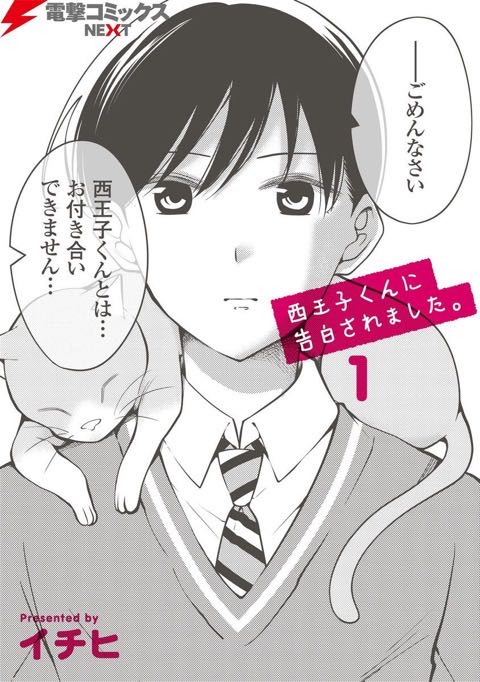 電撃コミックス
NEXT
――ごめんなさい
西王子くんとは…
お付き合い
できません…
西王子くんに
告白されました。
1
Presented by
イチヒ